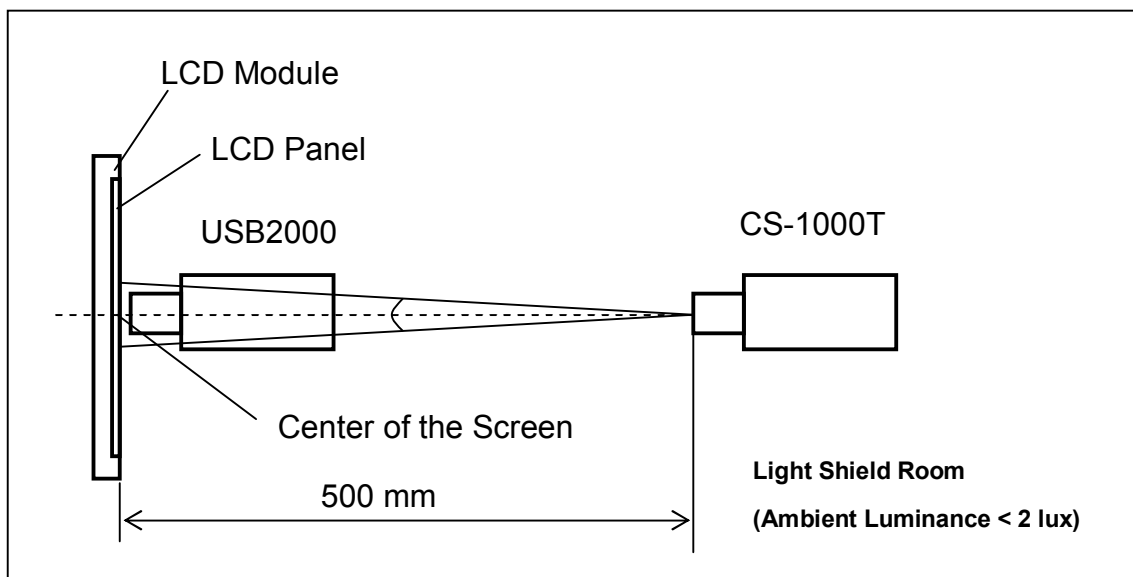 LCD Module
LCD Panel
USB2000
CS-1000T
Center of the Screen
500 mm
Light Shield Room
(Ambient Luminance < 2 lux)